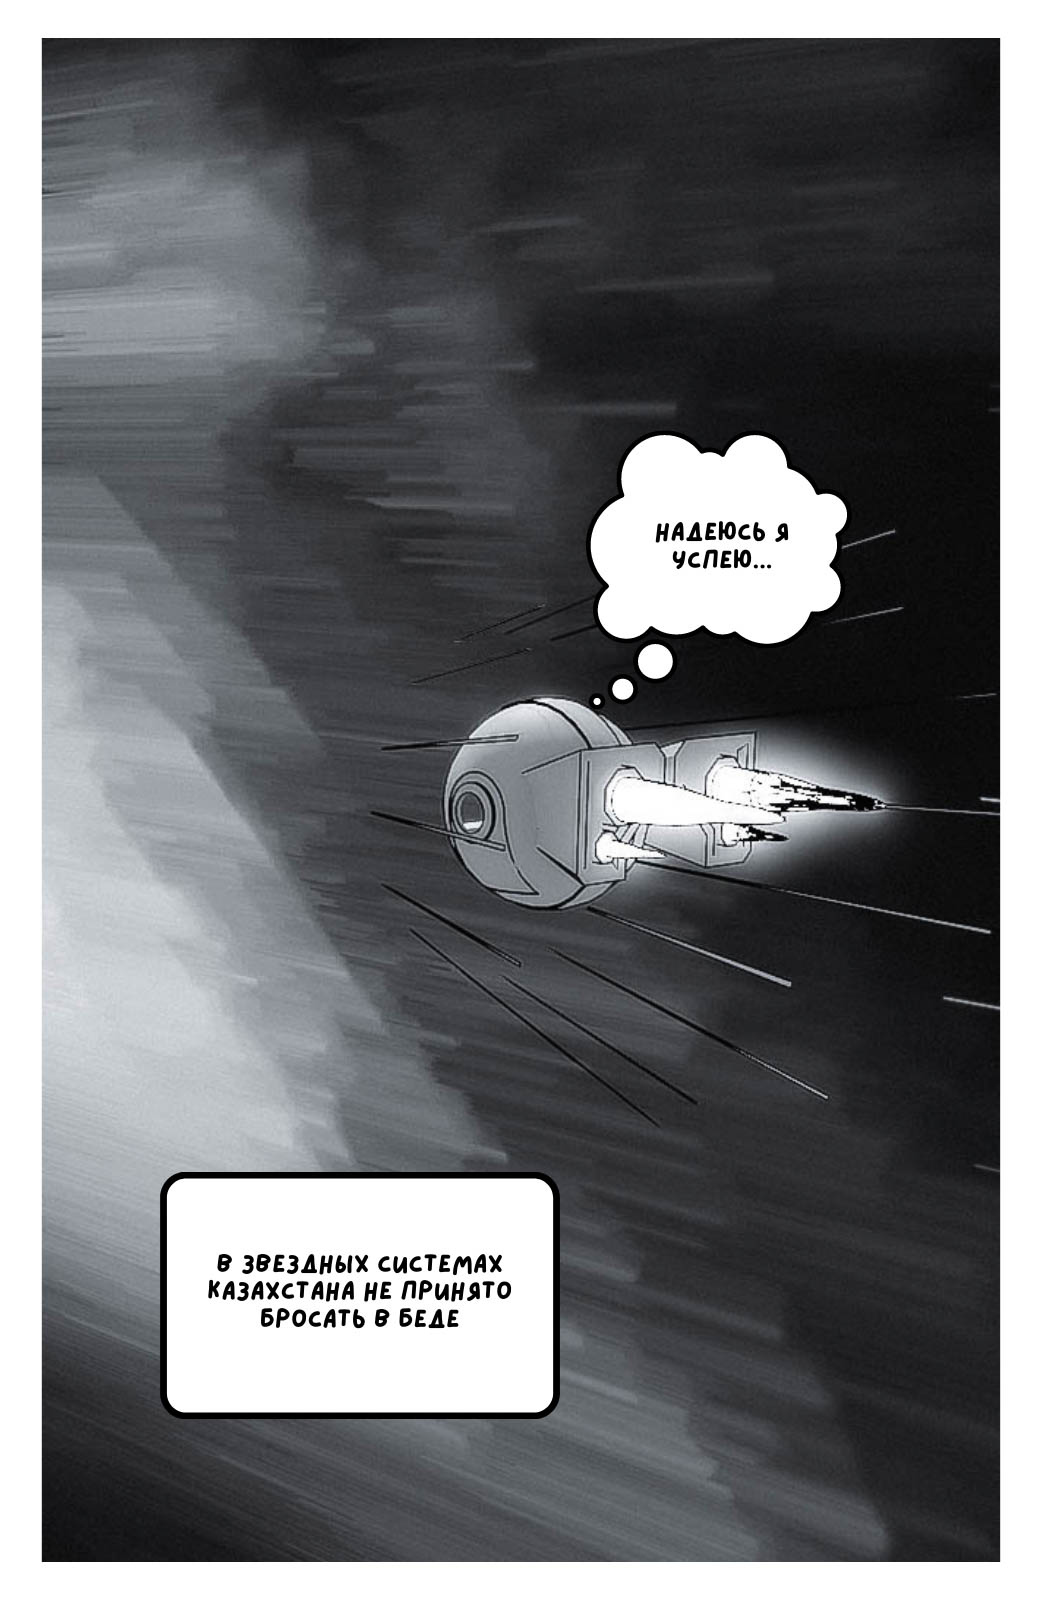 НАДЕЮСЬ Я
УСПЕЮ...
В ЗВЕЗДНЫХ СИСТЕМАХ
КАЗАХСТАНА НЕ ПРИНЯТО
БРОСАТЬ В БЕДЕ